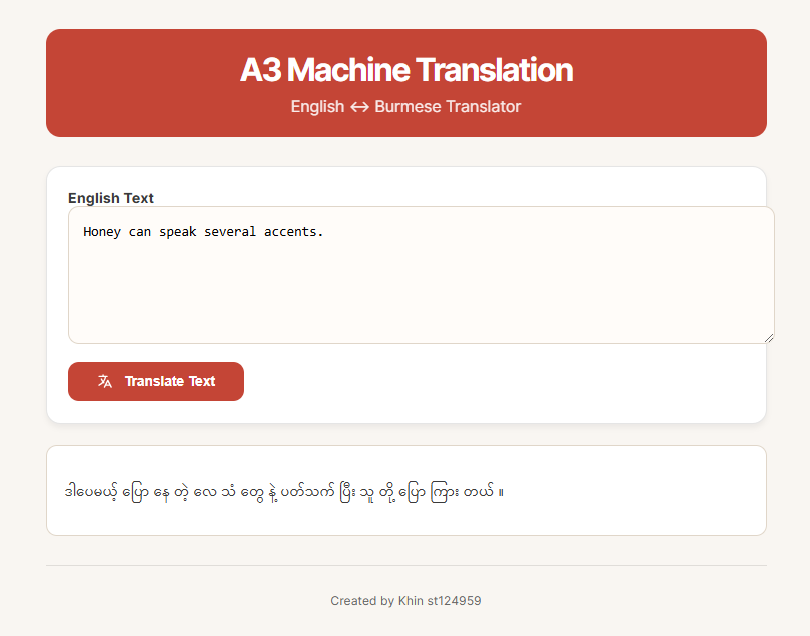 A3 Machine Translation
English ↔ Burmese Translator
English Text
Honey can speak several accents.
Translate Text
ဒါပေမယ့် ပြော နေ တဲ့ လေ သံ တွေ နဲ့ ပတ်သက် ပြီး သူ တို့ ပြော ကြား တယ် ။
Created by Khin st124959